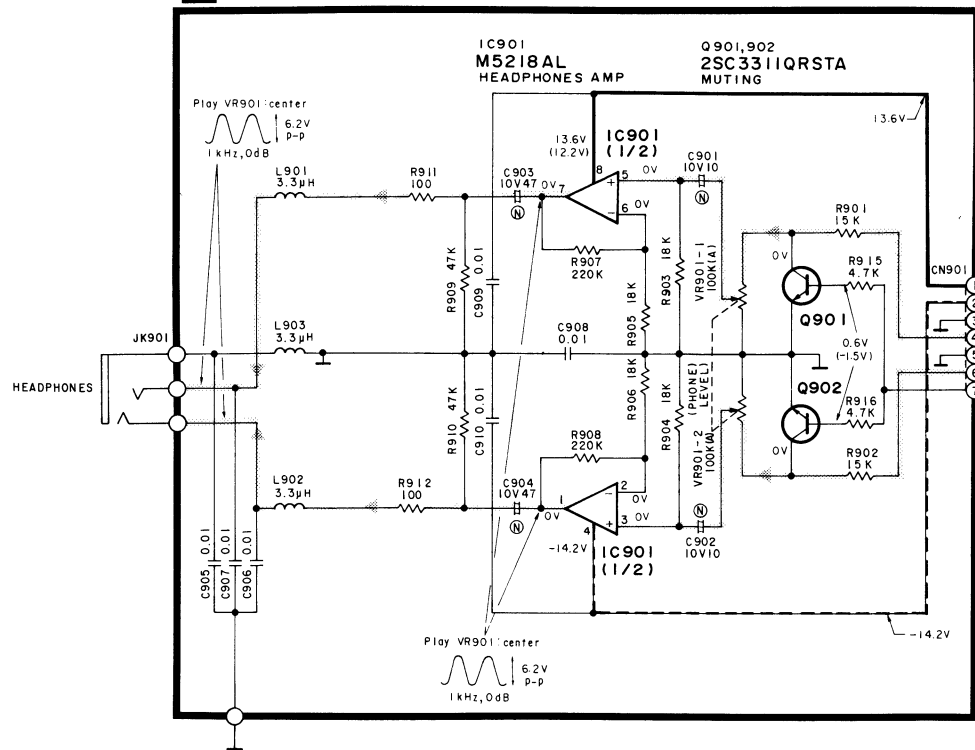 IC901
M5218AL
HEADPHONES AMP
Q901,902
2SC3311QRSTA
MUTING
Play VR901:center
6.2V
P-P
1kHz,0dB
13.6V
13.6V
(12.2V)
IC901
(1/2)
8
5
6
7
+
−
0V
0V
0V
C901
10V10
N
C903
10V47
N
L901
3.3μH
R911
100
R907
220K
R909 47K
C909 0.01
R905 18K
R903 18K
VR901-1
100K(A)
R901
15K
R915
4.7K
CN901
0V
Q901
0.6V
(-1.5V)
JK901
L903
3.3μH
C908
0.01
HEADPHONES
(PHONE
LEVEL)
Q902
R916
4.7K
0V
R902
15K
R910 47K
C910 0.01
R906 18K
R904 18K
VR901-2
100K(A)
R908
220K
L902
3.3μH
R912
100
C904
10V47
N
1
0V
2
3
4
−
+
0V
0V
N
C902
10V10
-14.2V
IC901
(1/2)
C905 0.01
C907 0.01
C906 0.01
-14.2V
Play VR901:center
6.2V
P-P
1kHz,0dB